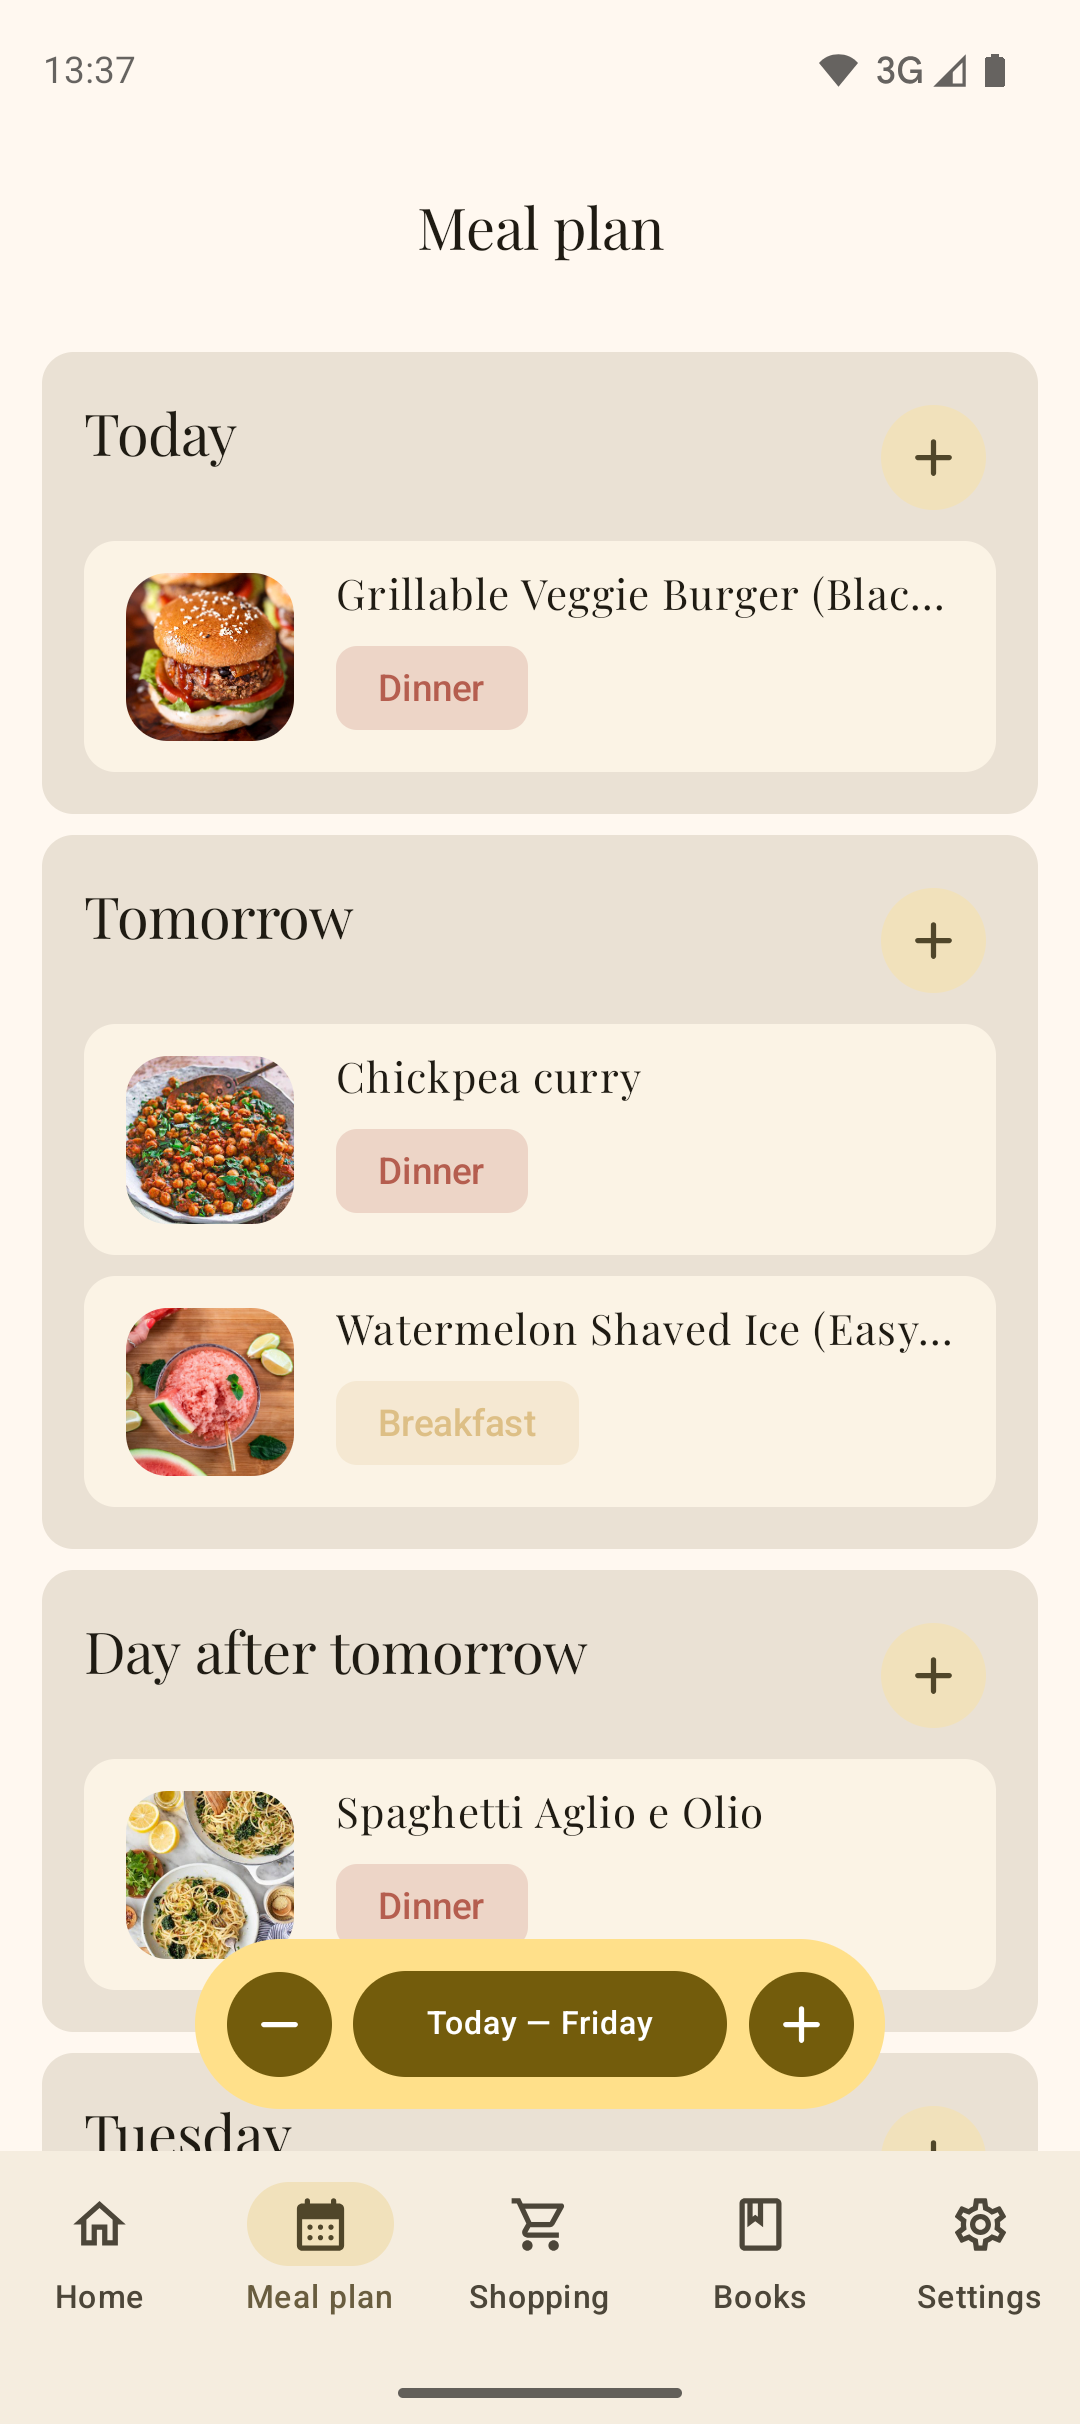 13:37
3G
Meal plan
Today
Grillable Veggie Burger (Blac...
Dinner
Tomorrow
Chickpea curry
Dinner
Watermelon Shaved Ice (Easy...
Breakfast
Day after tomorrow
Spaghetti Aglio e Olio
Dinner
Today — Friday
Tuesday
Home
Meal plan
Shopping
Books
Settings